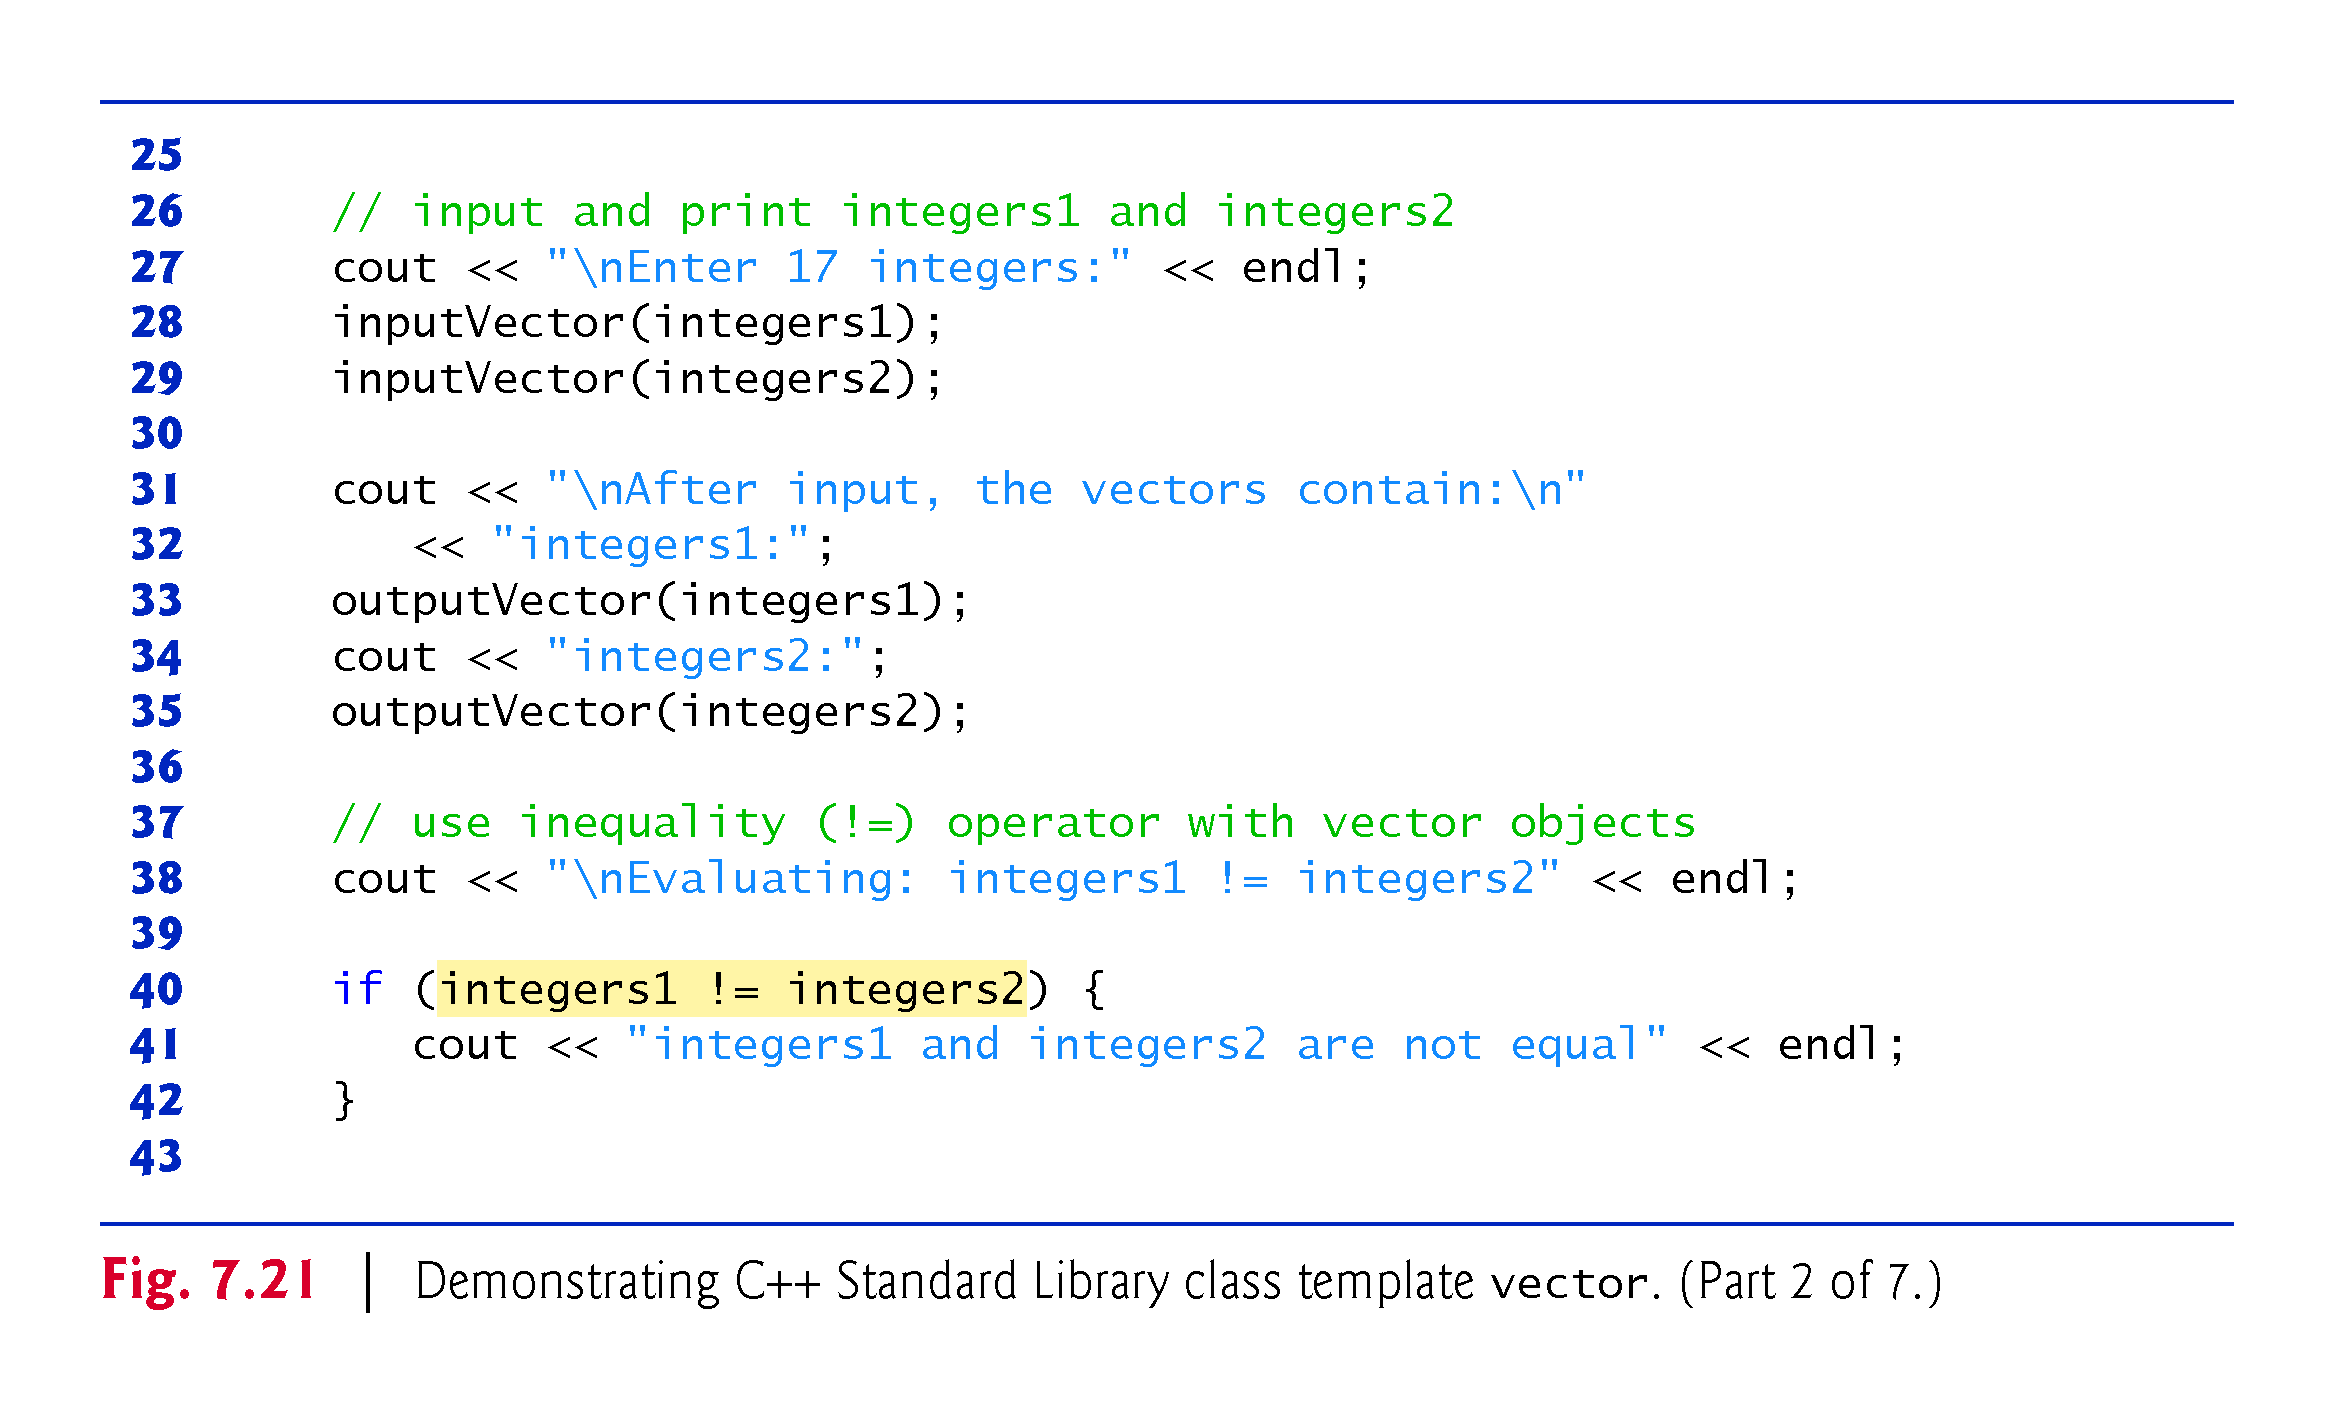 25
26 // input and print integers1 and integers2
27 cout << "\nEnter 17 integers:" << endl;
28 inputVector(integers1);
29 inputVector(integers2);
30
31 cout << "\nAfter input, the vectors contain:\n"
32    << "integers1:";
33 outputVector(integers1);
34 cout << "integers2:";
35 outputVector(integers2);
36
37 // use inequality (!=) operator with vector objects
38 cout << "\nEvaluating: integers1 != integers2" << endl;
39
40 if (integers1 != integers2) {
41    cout << "integers1 and integers2 are not equal" << endl;
42 }
43
Fig. 7.21 | Demonstrating C++ Standard Library class template vector. (Part 2 of 7.)